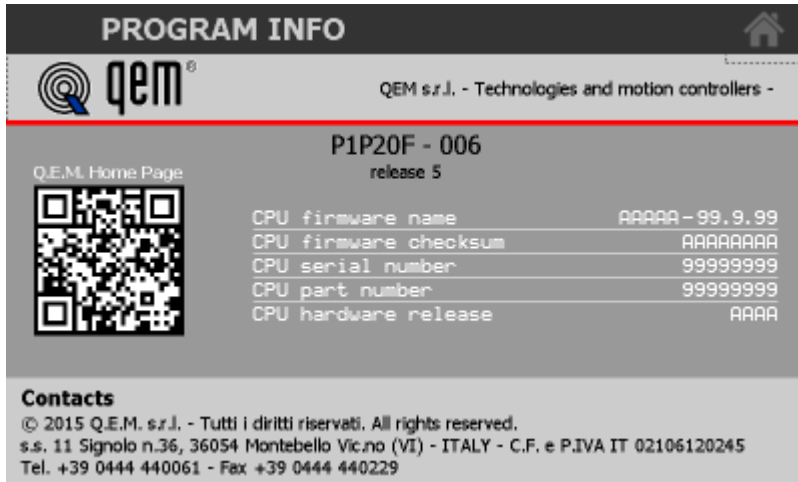 PROGRAM INFO
qem®
QEM s.r.l. - Technologies and motion controllers -
P1P20F - 006
release 5
Q.E.M. Home Page
CPU firmware name AAAAA-99.9.99
CPU firmware checksum AAAAAAAA
CPU serial number 99999999
CPU part number 99999999
CPU hardware release AAAA
Contacts
© 2015 Q.E.M. s.r.l. - Tutti i diritti riservati. All rights reserved.
s.s. 11 Signolo n.36, 36054 Montebello Vic.no (VI) - ITALY - C.F. e P.IVA IT 02106120245
Tel. +39 0444 440061 - Fax +39 0444 440229